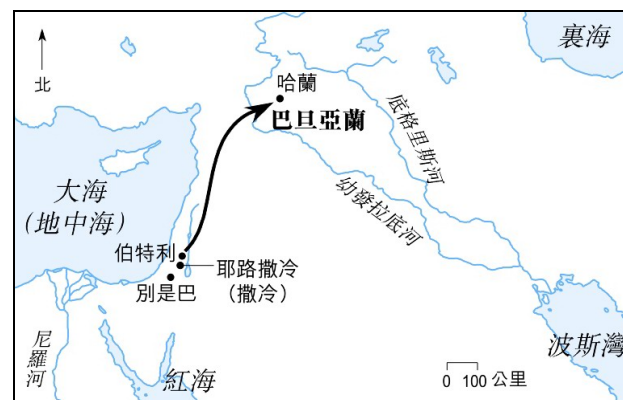 北
裏海
哈蘭
巴旦亞蘭
底格里斯河
幼發拉底河
大海
(地中海)
伯特利
耶路撒冷
(撒冷)
別是巴
尼羅河
紅海
波斯灣
0 100 公里